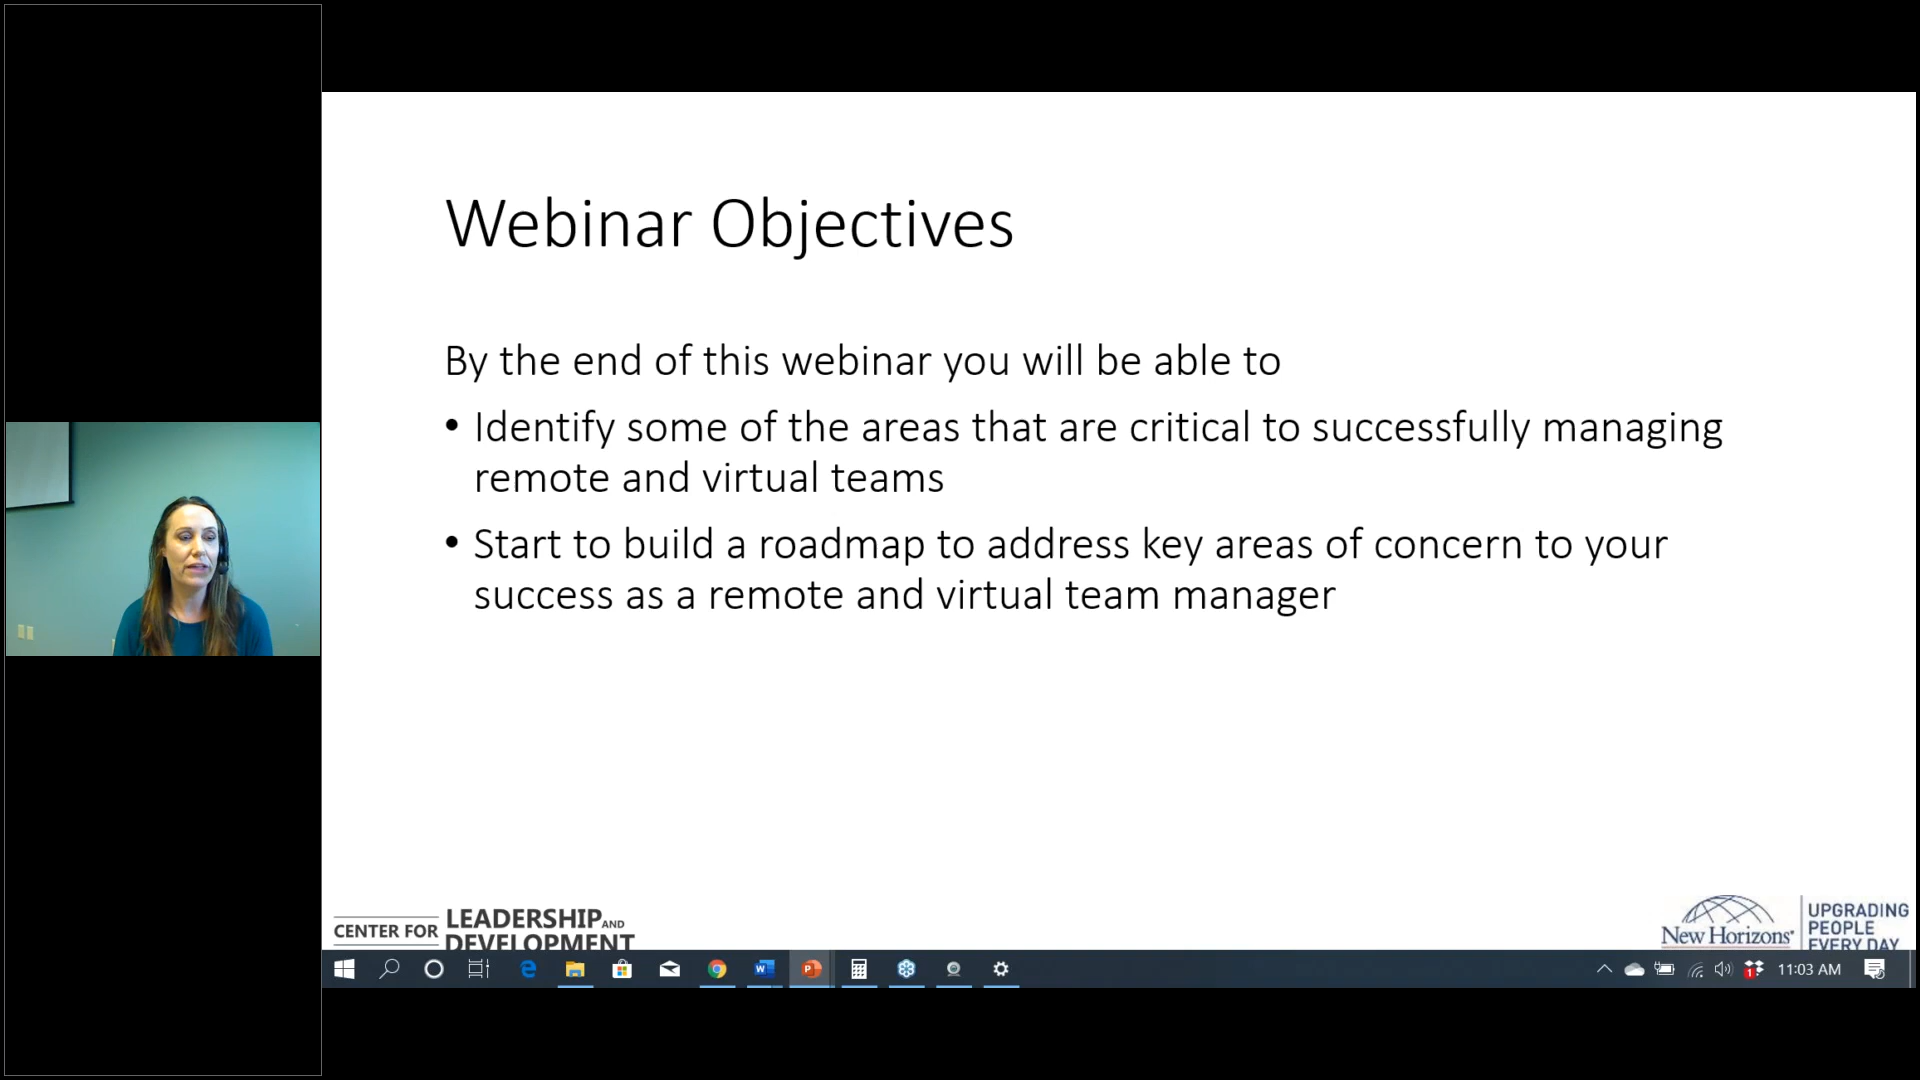 Webinar Objectives
By the end of this webinar you will be able to
• Identify some of the areas that are critical to successfully managing
remote and virtual teams
• Start to build a roadmap to address key areas of concern to your
success as a remote and virtual team manager
CENTER FOR LEADERSHIP AND
DEVELOPMENT
New Horizons®
UPGRADING
PEOPLE
EVERY DAY
11:03 AM